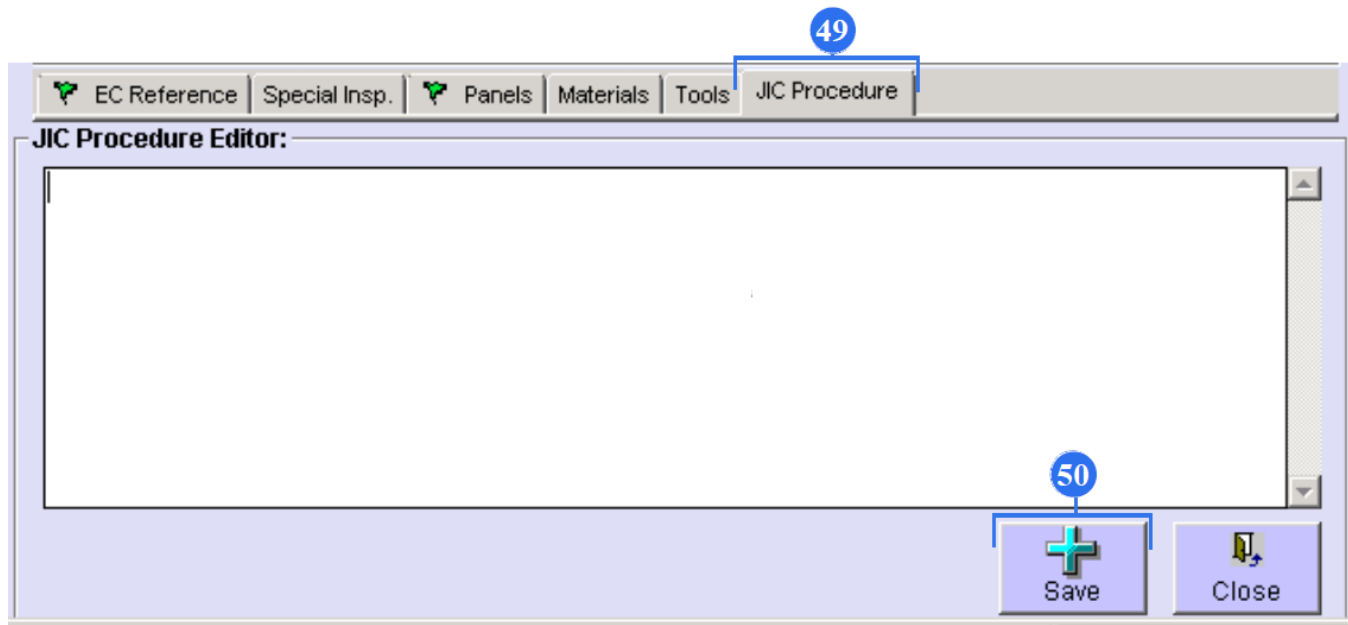 49
EC Reference Special Insp. Panels Materials Tools JIC Procedure
JIC Procedure Editor:
50
Save Close